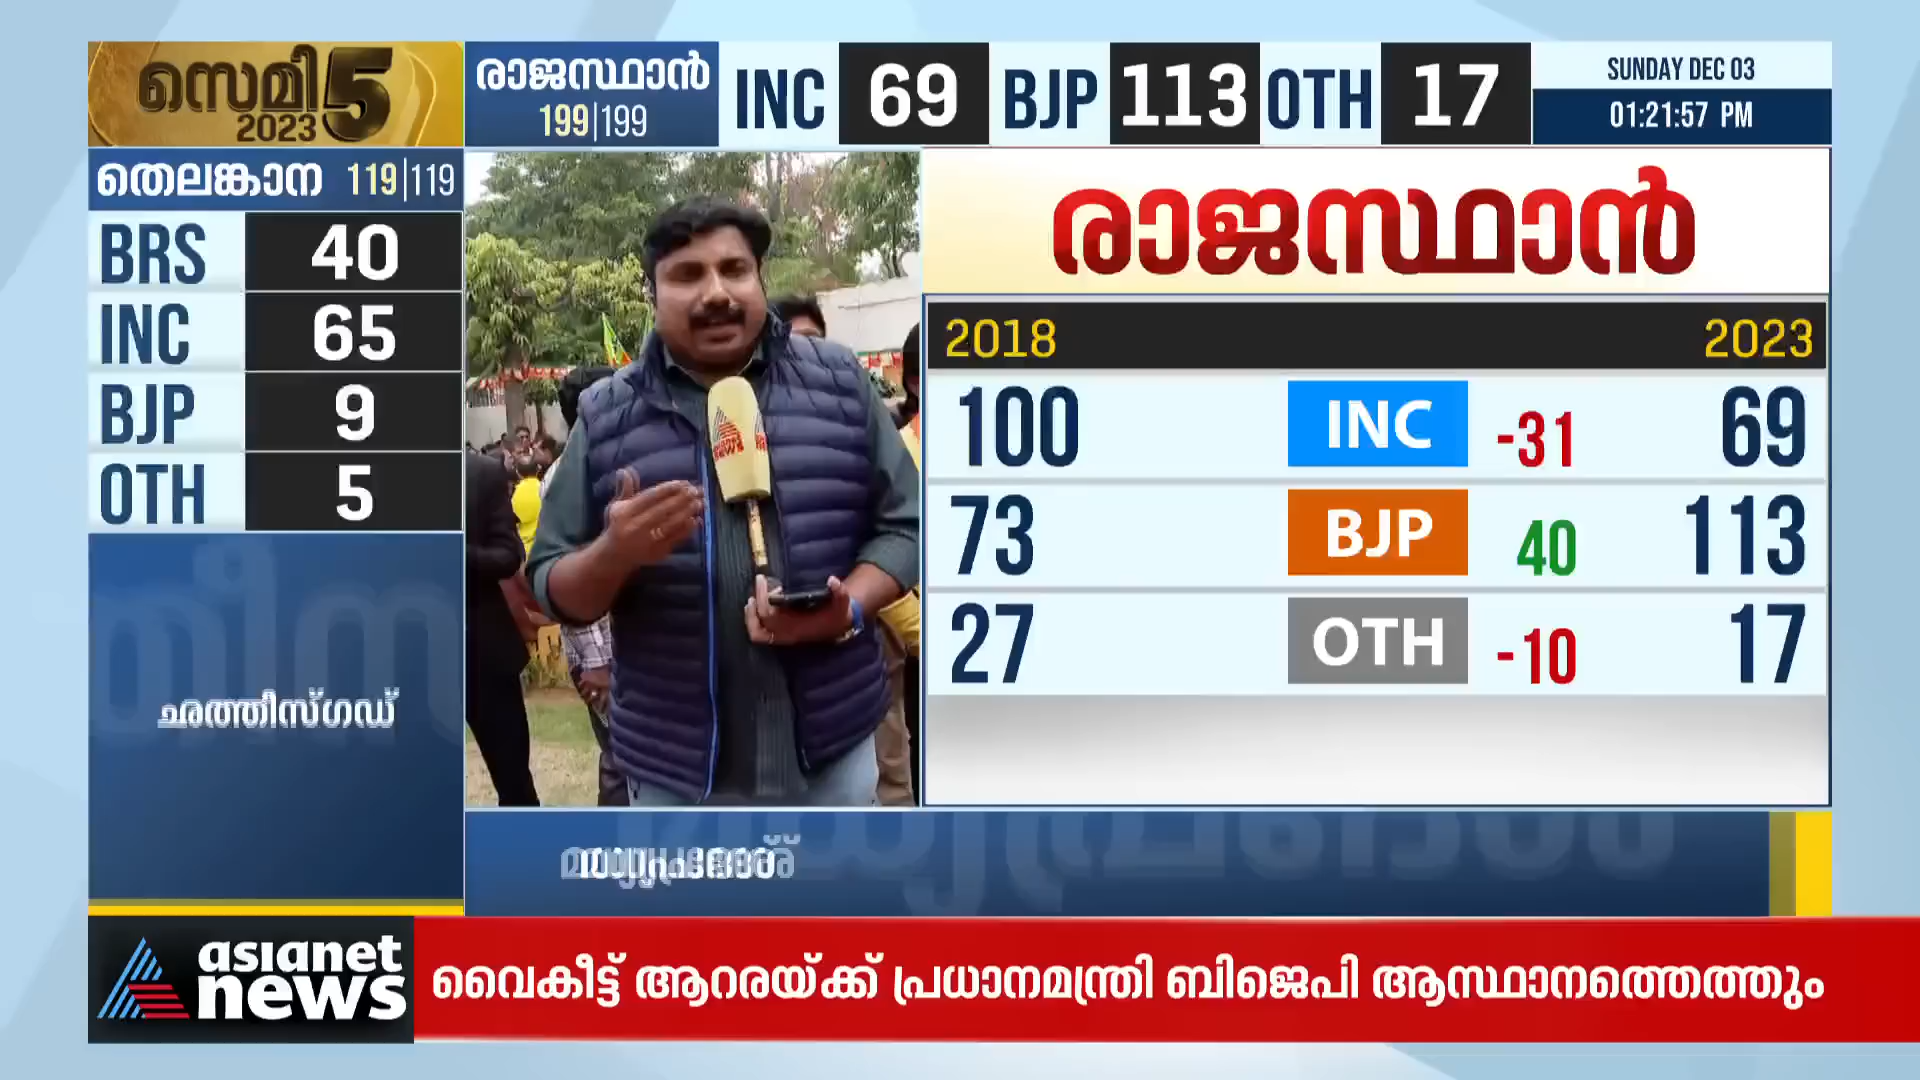 സെമി 5
2023
രാജസ്ഥാൻ
199|199
INC 69 BJP 113 OTH 17
SUNDAY DEC 03
01:21:57 PM
തെലങ്കാന 119|119
BRS 40
INC 65
BJP 9
OTH 5
ഛത്തീസ്ഗഡ്
asianet news
രാജസ്ഥാൻ
2018 2023
100 INC -31 69
73 BJP 40 113
27 OTH -10 17
asianet
news
വൈകീട്ട് ആറരയ്ക്ക് പ്രധാനമന്ത്രി ബിജെപി ആസ്ഥാനത്തെത്തും